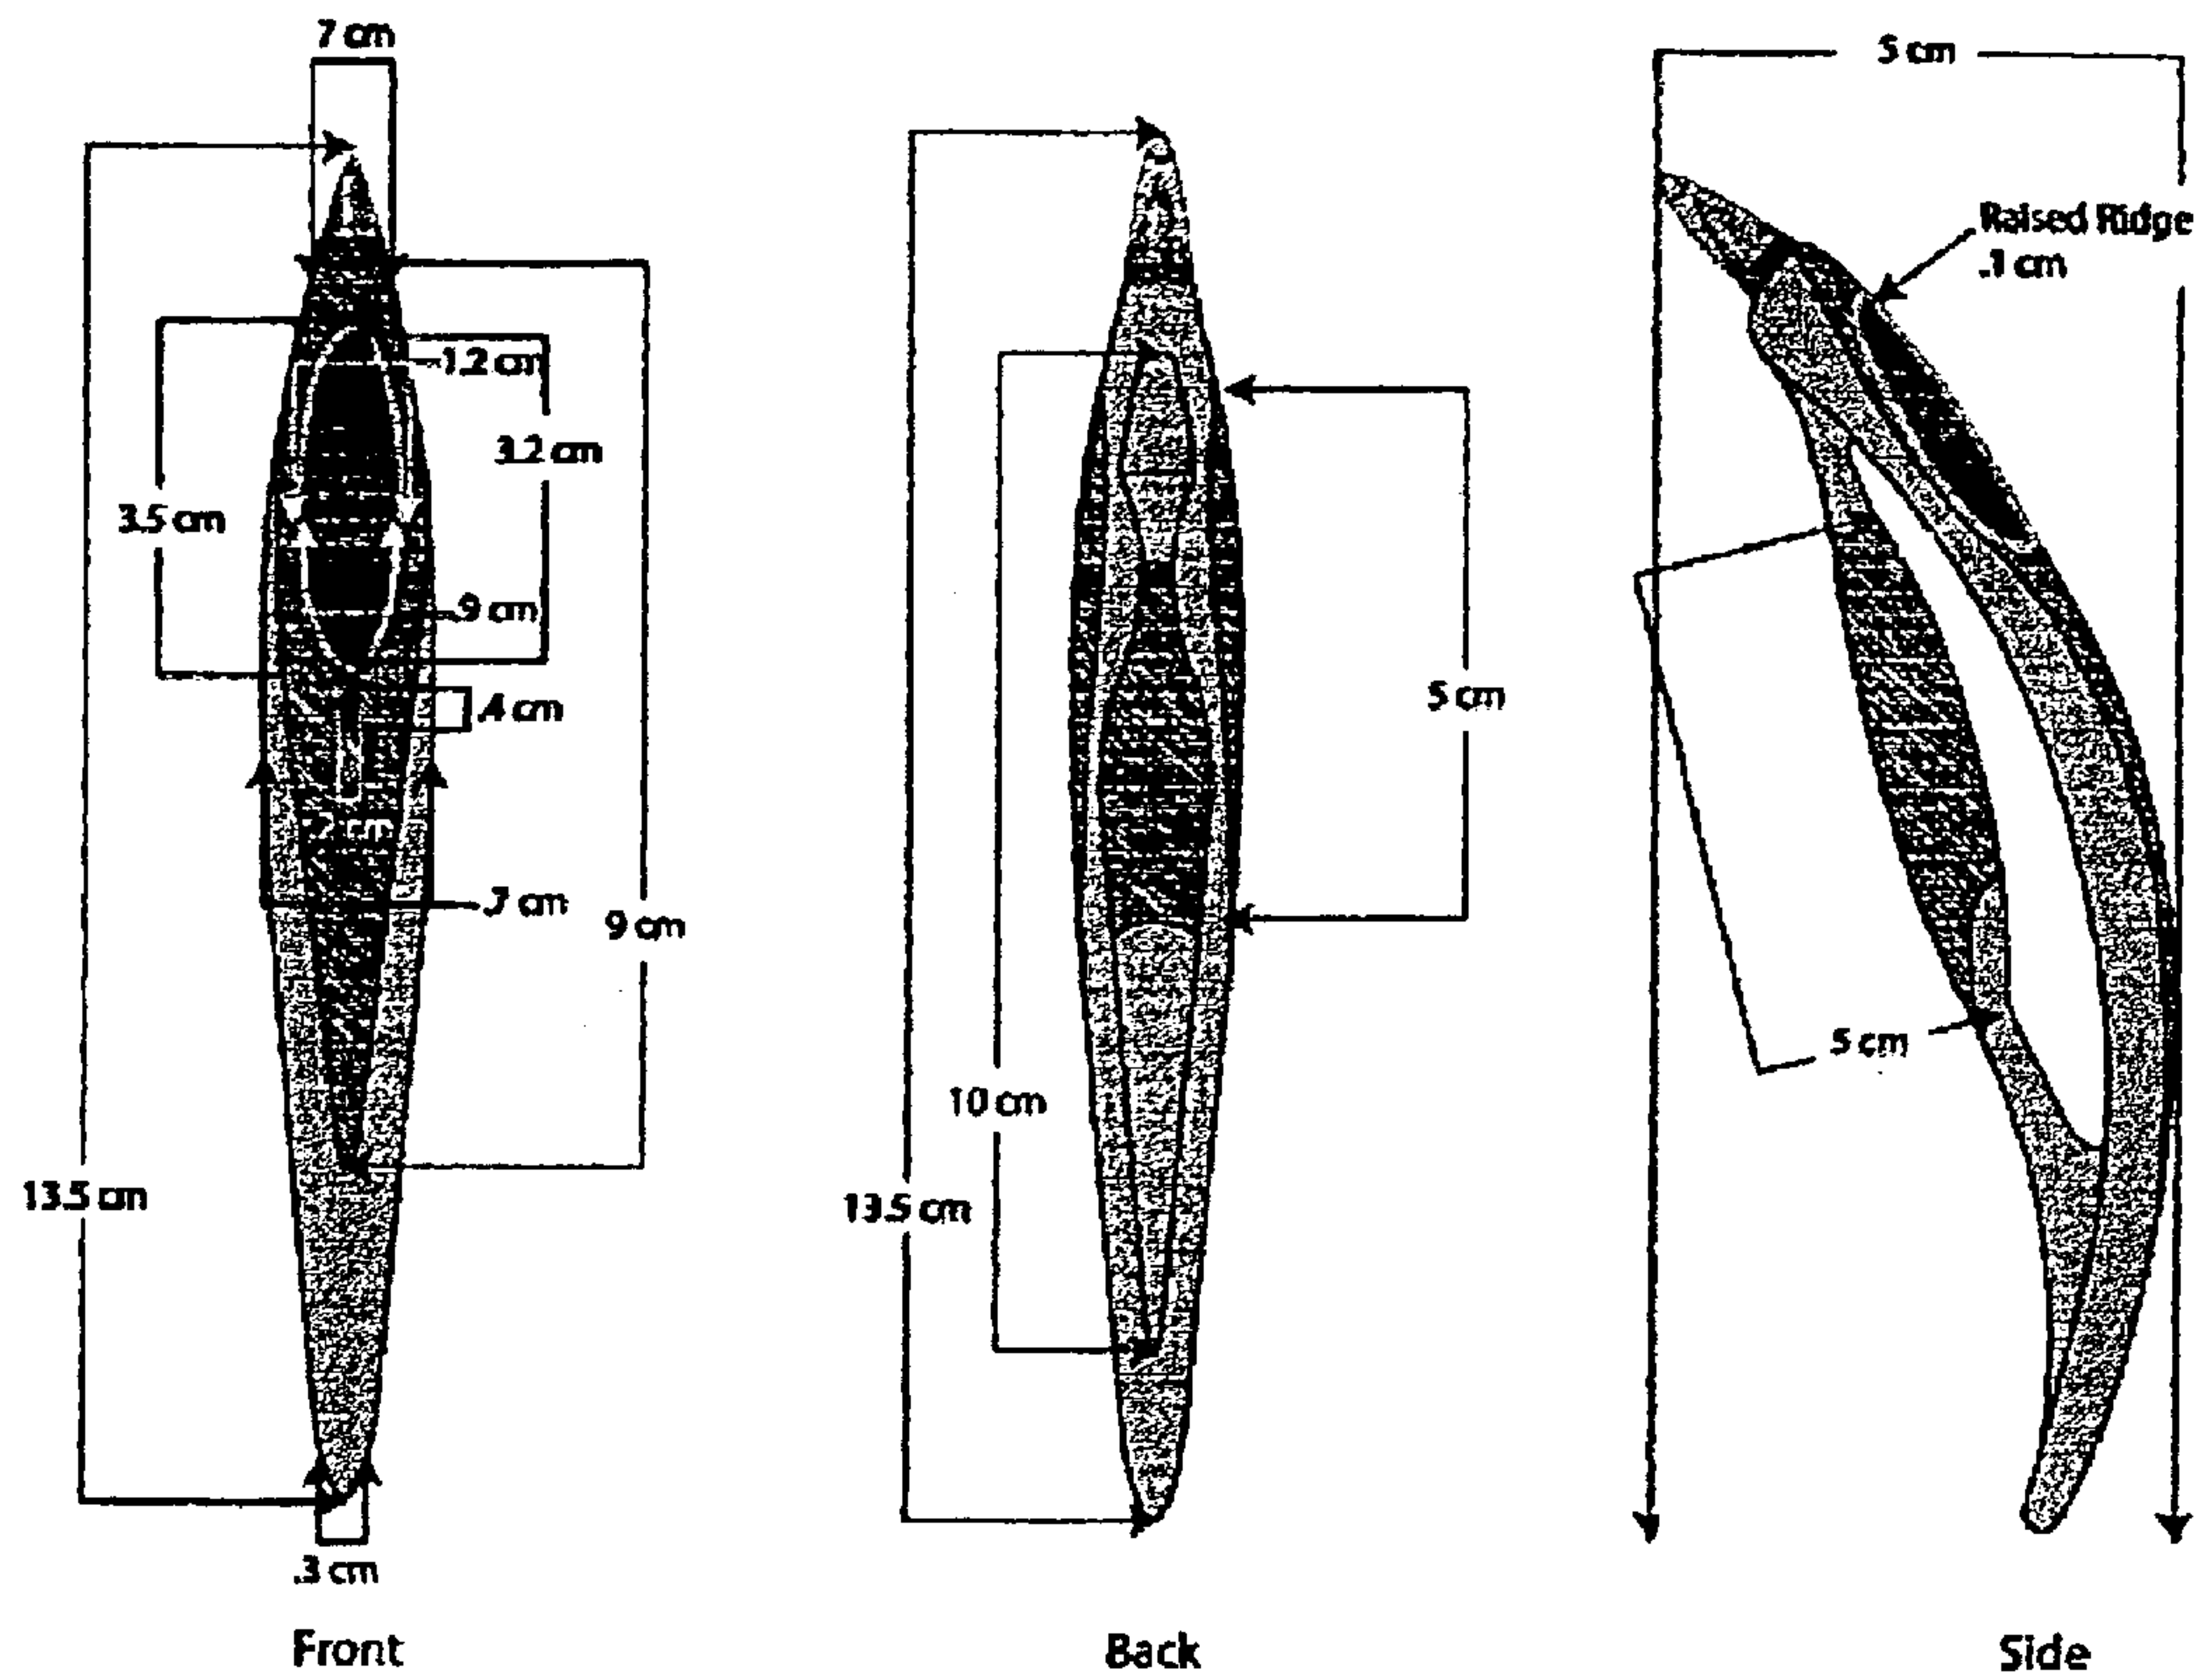 7 cm
1.2 cm
3.2 cm
3.5 cm
.9 cm
.4 cm
2 cm
.7 cm
9 cm
13.5 cm
.3 cm
Front
5 cm
10 cm
13.5 cm
Back
5 cm
Raised Ridge
.1 cm
5 cm
Side